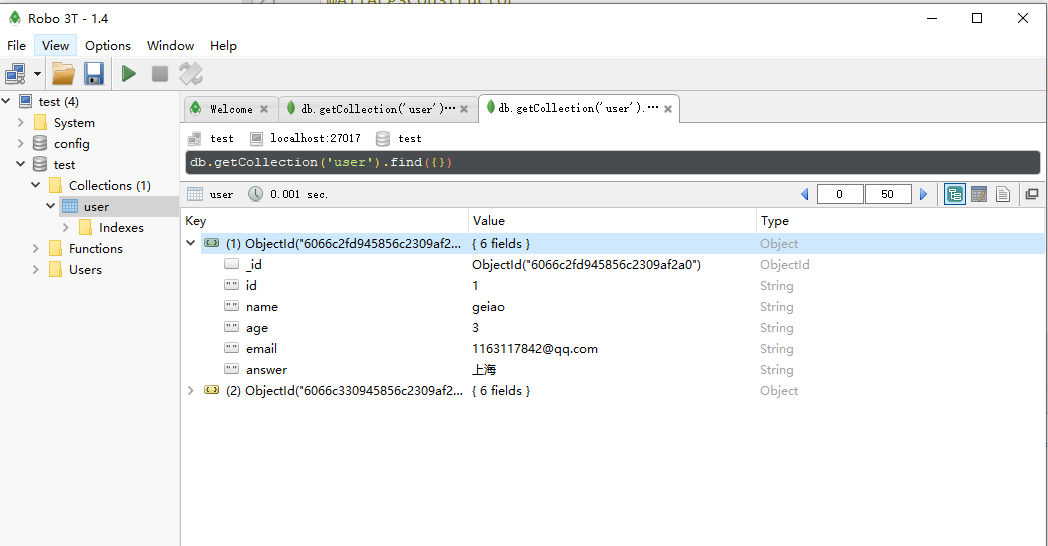 Robo 3T - 1.4
File View Options Window Help
test (4)
System
config
test
Collections (1)
user
Indexes
Functions
Users
Welcome db.getCollection('user')··· db.getCollection('user').···
test localhost:27017 test
db.getCollection('user').find({})
user 0.001 sec. 0 50
Key Value Type
(1) ObjectId("6066c2fd945856c2309af2... { 6 fields } Object
_id ObjectId("6066c2fd945856c2309af2a0") ObjectId
id 1 String
name geiao String
age 3 String
email 1163117842@qq.com String
answer 上海 String
(2) ObjectId("6066c330945856c2309af2... { 6 fields } Object